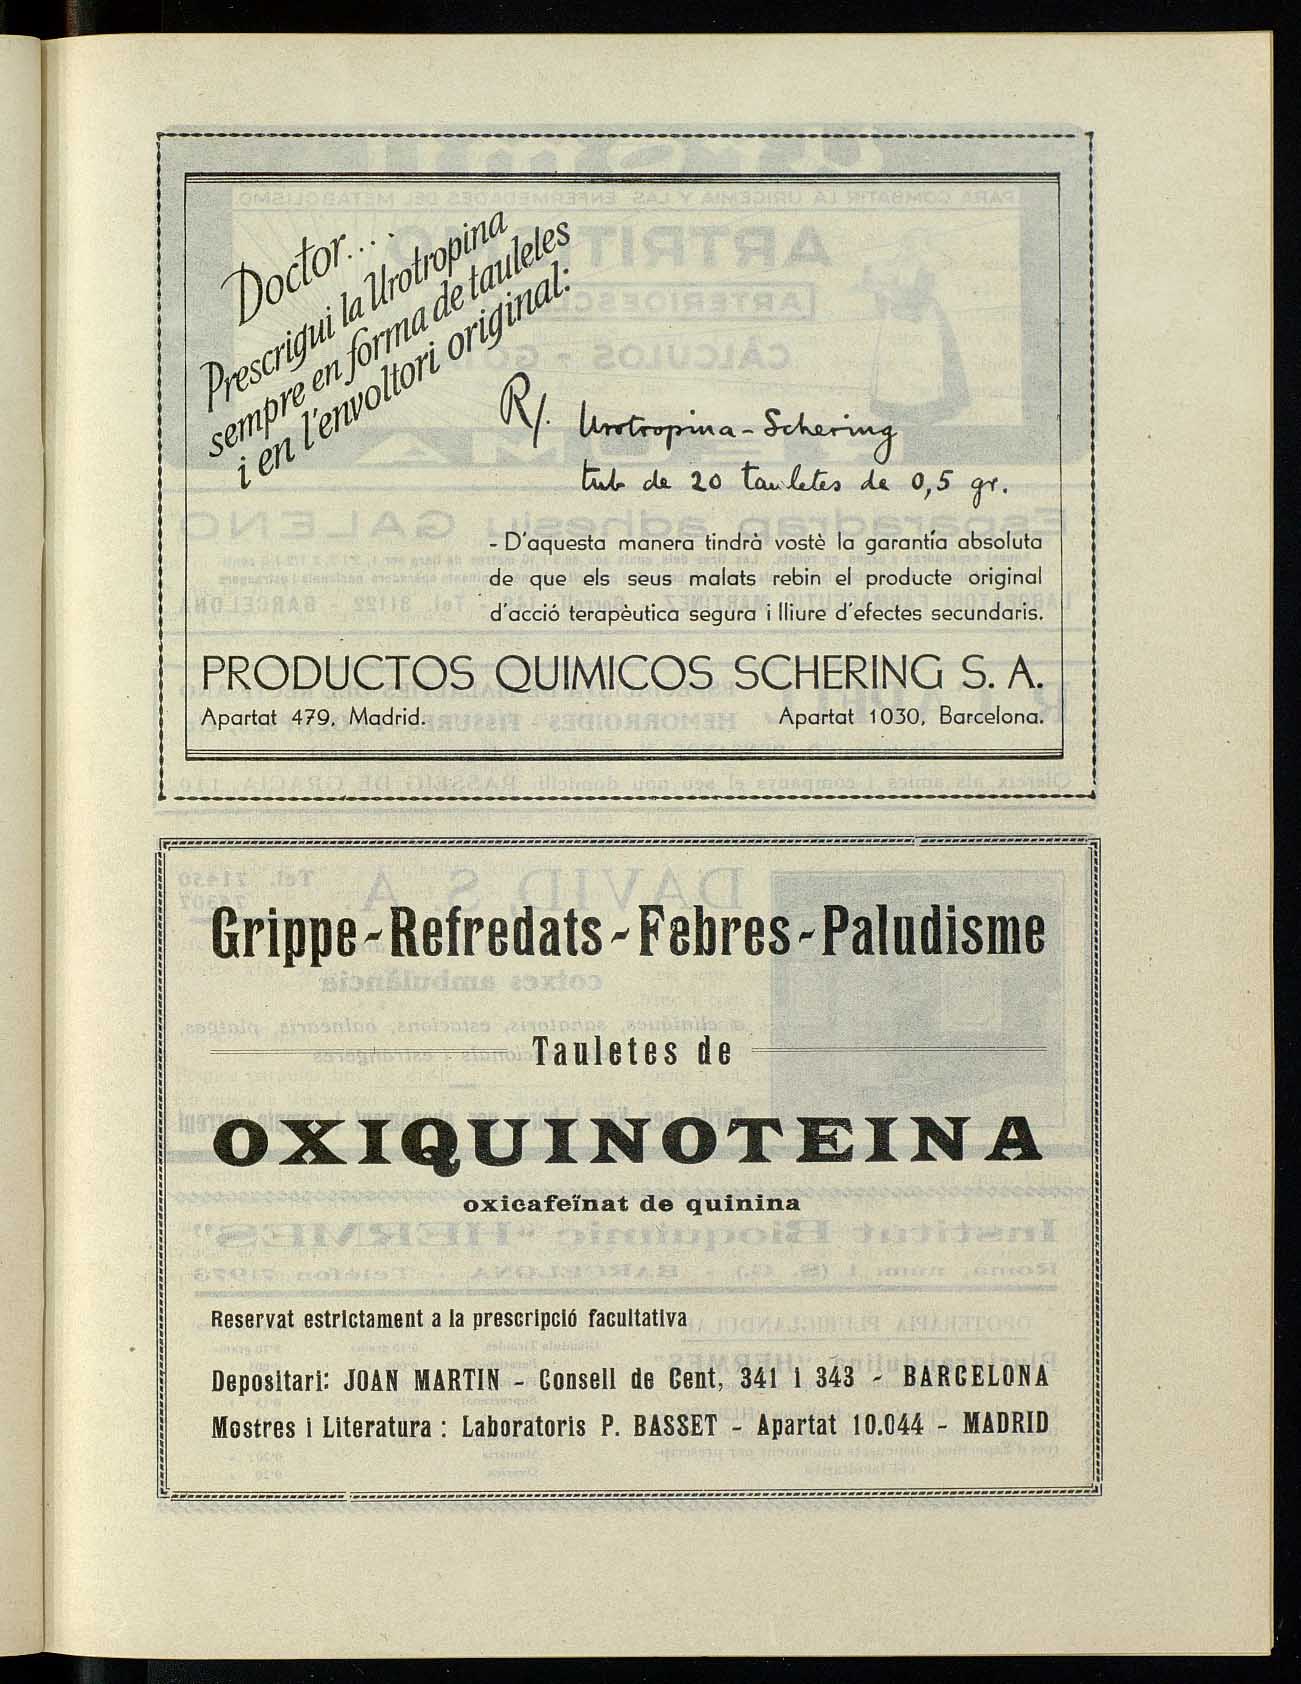 Doctor....
Prescrigui la Urotropina
sempre en forma de tauletes
i en l'envoltori original:
R/. Urotropina - Schering
tub de 20 tauletes de 0,5 gr.
- D'aquesta manera tindrà vostè la garantía absoluta
de que els seus malats rebin el producte original
d'acció terapèutica segura i lliure d'efectes secundaris.
PRODUCTOS QUIMICOS SCHERING S. A.
Apartat 479, Madrid. Apartat 1030, Barcelona.
Grippe - Refredats - Febres - Paludisme
Tauletes de
OXIQUINOTEINA
oxicafeïnat de quinina
Reservat estrictament a la prescripció facultativa
Depositari: JOAN MARTIN - Consell de Cent, 341 i 343 - BARCELONA
Mostres i Literatura : Laboratoris P. BASSET - Apartat 10.044 - MADRID